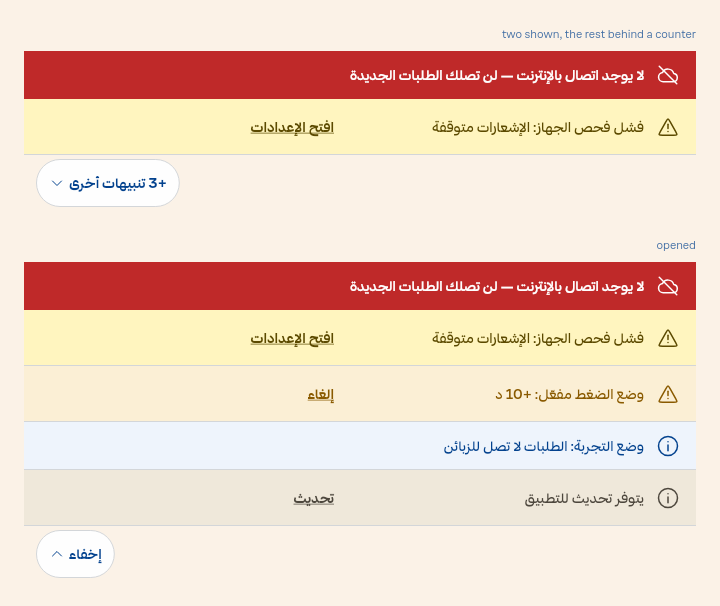 two shown, the rest behind a counter
لا يوجد اتصال بالإنترنت — لن تصلك الطلبات الجديدة
فشل فحص الجهاز: الإشعارات متوقفة افتح الإعدادات
+3 تنبيهات أخرى
opened
لا يوجد اتصال بالإنترنت — لن تصلك الطلبات الجديدة
فشل فحص الجهاز: الإشعارات متوقفة افتح الإعدادات
وضع الضغط مفعّل: +10 د إلغاء
وضع التجربة: الطلبات لا تصل للزبائن
يتوفر تحديث للتطبيق تحديث
إخفاء